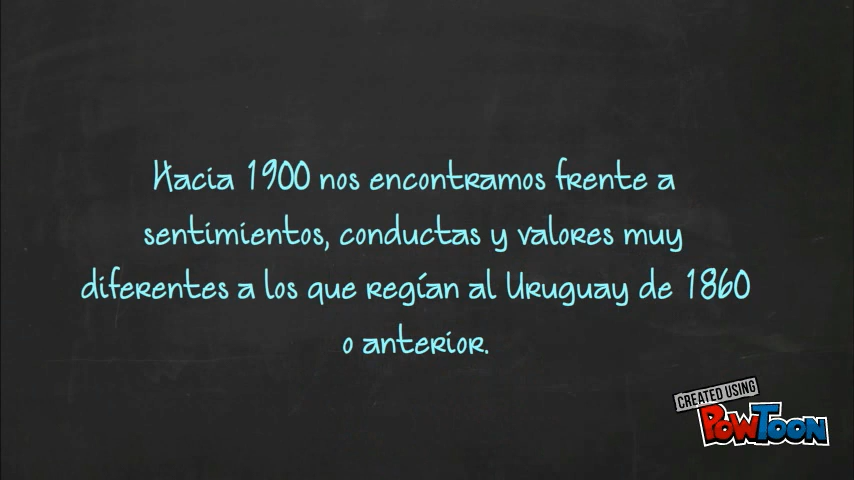 Hacia 1900 nos encontramos frente a
sentimientos, conductas y valores muy
diferentes a los que regían al Uruguay de 1860
o anterior.
CREATED USING
POWTOON